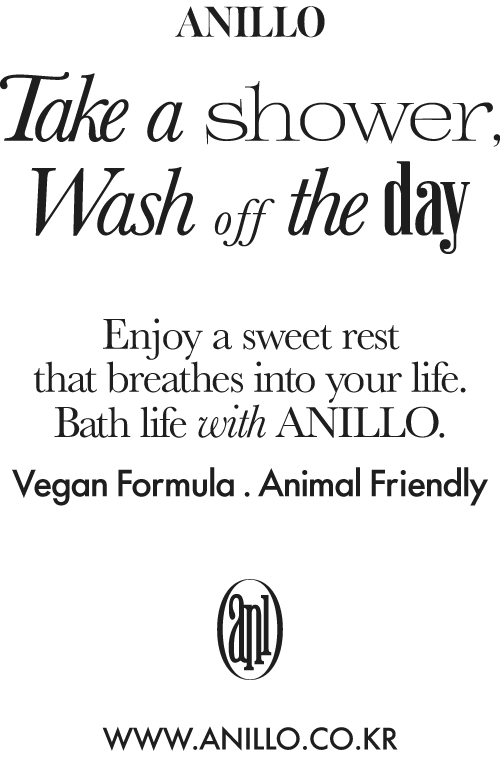 ANILLO
Take a shower,
Wash off the day
Enjoy a sweet rest
that breathes into your life.
Bath life with ANILLO.
Vegan Formula . Animal Friendly
anl
WWW.ANILLO.CO.KR